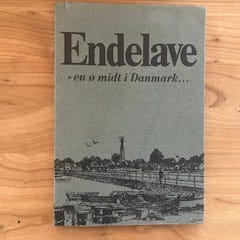 Endelave
- en ø midt i Danmark...